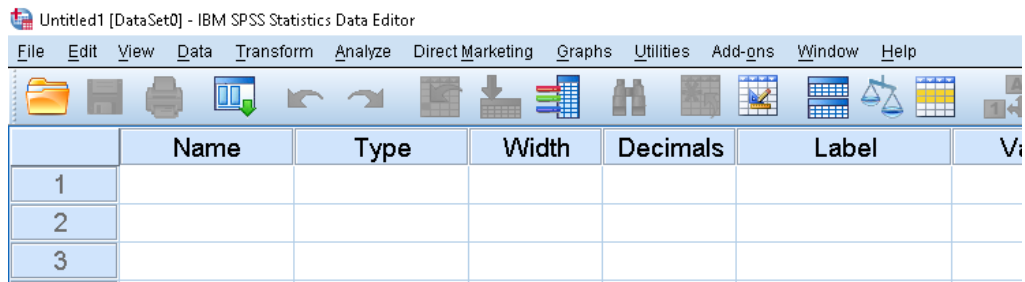 Untitled1 [DataSet0] - IBM SPSS Statistics Data Editor
File Edit View Data Transform Analyze Direct Marketing Graphs Utilities Add-ons Window Help
Name Type Width Decimals Label
1
2
3